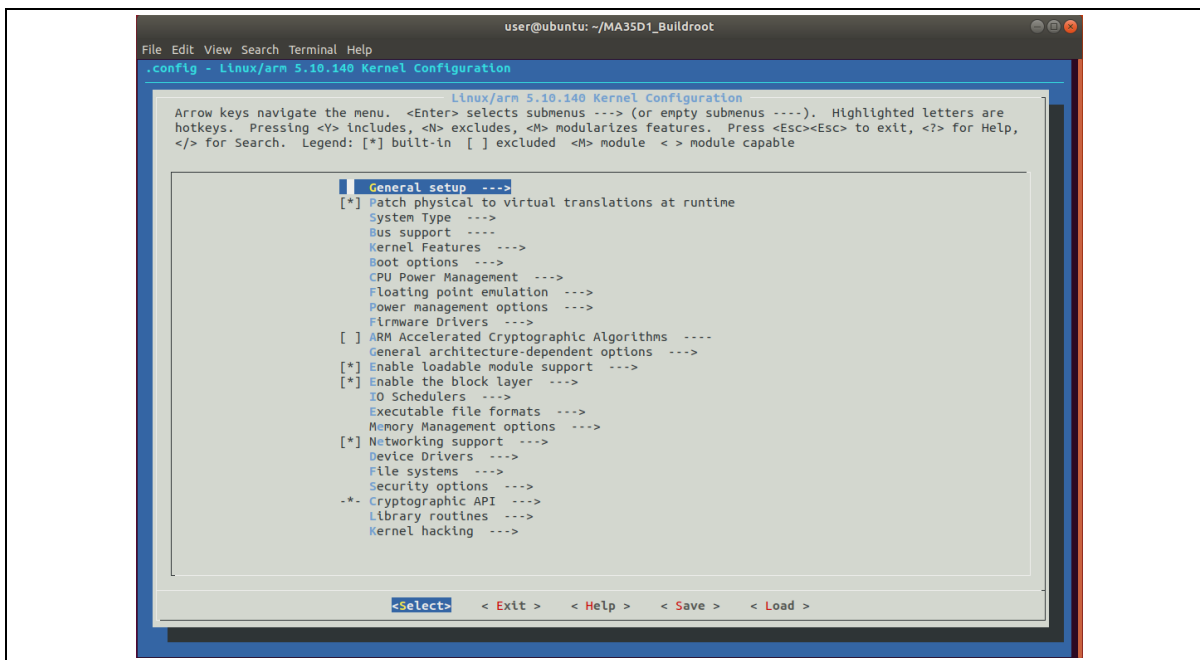 user@ubuntu: ~/MA35D1_Buildroot
File Edit View Search Terminal Help
.config - Linux/arm 5.10.140 Kernel Configuration
Linux/arm 5.10.140 Kernel Configuration
Arrow keys navigate the menu.  <Enter> selects submenus ---> (or empty submenus ----).  Highlighted letters are
hotkeys.  Pressing <Y> includes, <N> excludes, <M> modularizes features.  Press <Esc><Esc> to exit, <?> for Help,
</> for Search.  Legend: [*] built-in  [ ] excluded  <M> module  < > module capable
General setup  --->
[*] Patch physical to virtual translations at runtime
System Type  --->
Bus support  ----
Kernel Features  --->
Boot options  --->
CPU Power Management  --->
Floating point emulation  --->
Power management options  --->
Firmware Drivers  --->
[ ] ARM Accelerated Cryptographic Algorithms  ----
General architecture-dependent options  --->
[*] Enable loadable module support  --->
[*] Enable the block layer  --->
IO Schedulers  --->
Executable file formats  --->
Memory Management options  --->
[*] Networking support  --->
Device Drivers  --->
File systems  --->
Security options  --->
-*- Cryptographic API  --->
Library routines  --->
Kernel hacking  --->
<Select>    < Exit >    < Help >    < Save >    < Load >